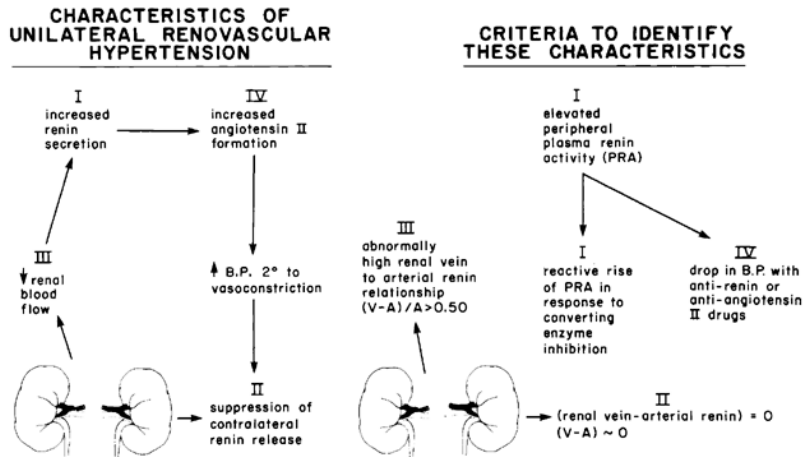 CHARACTERISTICS OF
UNILATERAL RENOVASCULAR
HYPERTENSION
I
increased
renin
secretion
IV
increased
angiotensin II
formation
III
↓ renal
blood
flow
↑ B.P. 2° to
vasoconstriction
II
suppression of
contralateral
renin release
CRITERIA TO IDENTIFY
THESE CHARACTERISTICS
I
elevated
peripheral
plasma renin
activity (PRA)
III
abnormally
high renal vein
to arterial renin
relationship
(V-A)/A>0.50
I
reactive rise
of PRA in
response to
converting
enzyme
inhibition
IV
drop in B.P. with
anti-renin or
anti-angiotensin
II drugs
II
(renal vein-arterial renin) = 0
(V-A) ~ 0